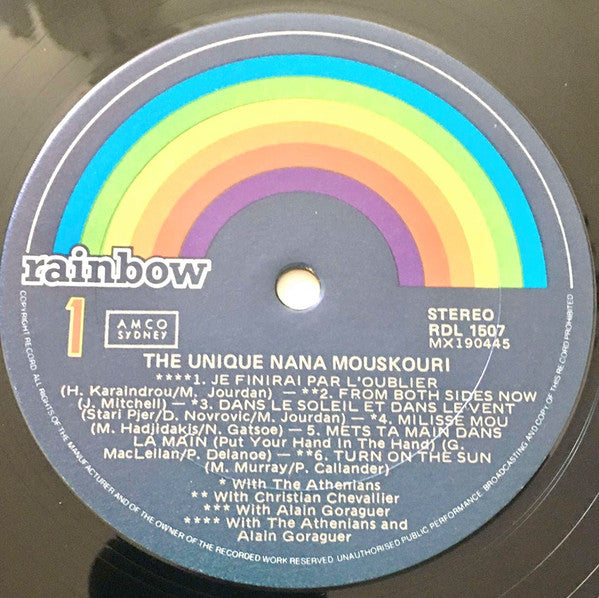 rainbow
1
AMCO
SYDNEY
STEREO
RDL 1507
MX190445
THE UNIQUE NANA MOUSKOURI
****1. JE FINIRAI PAR L'OUBLIER
(H. Karaindrou/M. Jourdan) — **2. FROM BOTH SIDES NOW
(J. Mitchell) — *3. DANS LE SOLEIL ET DANS LE VENT
(Stari Pjer/D. Novrovic/M. Jourdan) — *4. MILISSE MOU
(M. Hadjidakis/N. Gatsoe) — 5. METS TA MAIN DANS
LA MAIN (Put Your Hand In The Hand) (G.
MacLellan/P. Delanoe) — **6. TURN ON THE SUN
(M. Murray/P. Callander)
* With The Athenians
** With Christian Chevallier
*** With Alain Goraguer
**** With The Athenians and
Alain Goraguer
COPYRIGHT RECORD. ALL RIGHTS OF THE MANUFACTURER AND OF THE OWNER OF THE RECORDED WORK RESERVED. UNAUTHORISED PUBLIC PERFORMANCE, BROADCASTING AND COPY OF THIS RECORD PROHIBITED